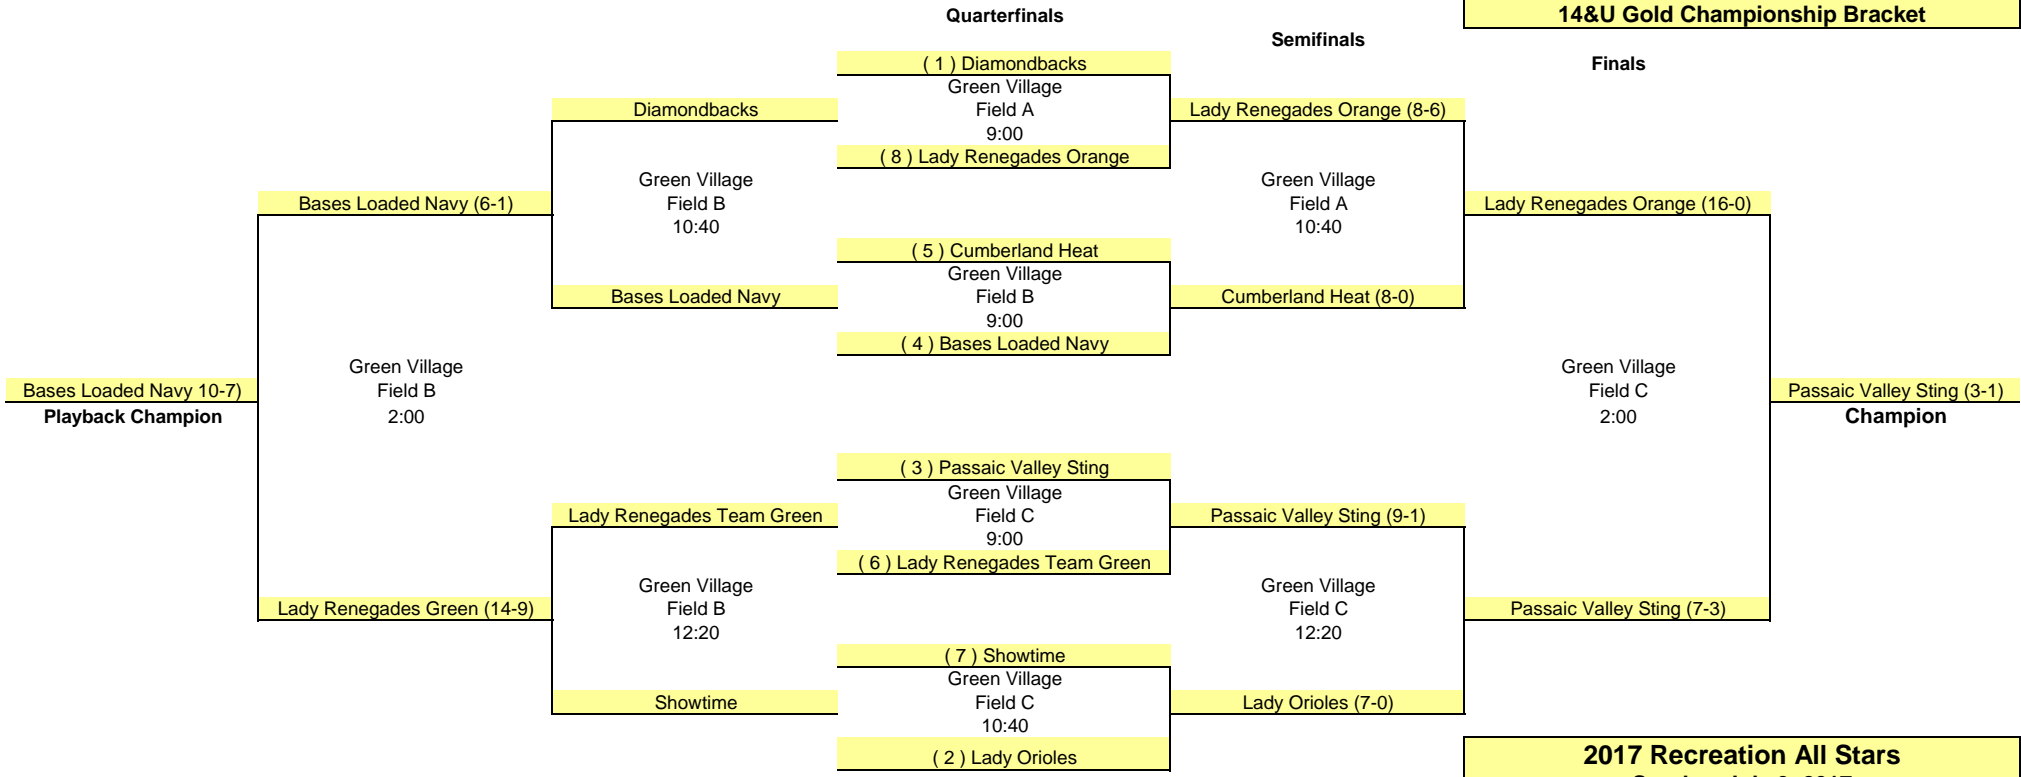 Quarterfinals
14&U Gold Championship Bracket
Semifinals
Finals
( 1 ) Diamondbacks
Green Village
Field A
9:00
Diamondbacks
Lady Renegades Orange (8-6)
( 8 ) Lady Renegades Orange
Green Village
Field B
10:40
Green Village
Field A
10:40
Bases Loaded Navy (6-1)
Lady Renegades Orange (16-0)
( 5 ) Cumberland Heat
Green Village
Field B
9:00
Bases Loaded Navy
Cumberland Heat (8-0)
( 4 ) Bases Loaded Navy
Green Village
Field B
2:00
Green Village
Field C
2:00
Bases Loaded Navy 10-7)
Playback Champion
Passaic Valley Sting (3-1)
Champion
( 3 ) Passaic Valley Sting
Green Village
Field C
9:00
Lady Renegades Team Green
Passaic Valley Sting (9-1)
( 6 ) Lady Renegades Team Green
Green Village
Field B
12:20
Green Village
Field C
12:20
Lady Renegades Green (14-9)
Passaic Valley Sting (7-3)
( 7 ) Showtime
Green Village
Field C
10:40
Showtime
Lady Orioles (7-0)
( 2 ) Lady Orioles
2017 Recreation All Stars